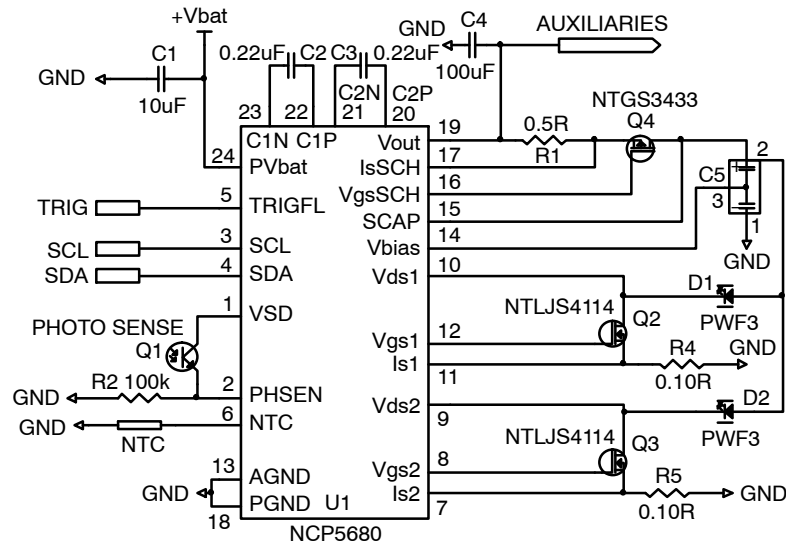 +Vbat
GND
C1
10uF
0.22uF C2 C3 0.22uF
C2N C2P
23 22 21 20
GND
C4
100uF
AUXILIARIES
NTGS3433
Q4
0.5R
R1
C1N C1P
24 PVbat
Vout 19
IsSCH 17
VgsSCH 16
SCAP 15
Vbias 14
C5
+
2
3
1
GND
TRIG 5 TRIGFL
SCL 3 SCL
SDA 4 SDA
1 VSD
PHOTO SENSE
Q1
GND R2 100k 2 PHSEN
GND NTC 6 NTC
GND
13 AGND
18 PGND
U1
NCP5680
Vds1 10
NTLJS4114
Q2
Vgs1 12
Is1 11
D1
PWF3
R4
0.10R
GND
Vds2 9
D2
PWF3
NTLJS4114
Q3
Vgs2 8
Is2 7
R5
0.10R
GND